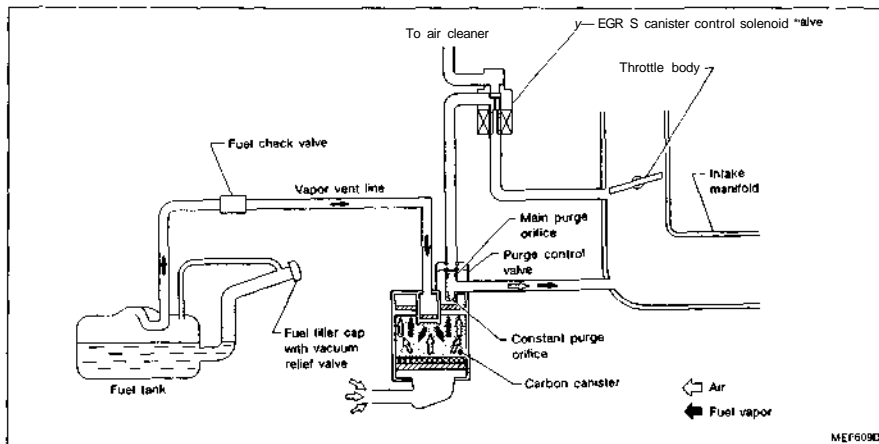 To air cleaner
EGR S canister control solenoid valve
Throttle body
Fuel check valve
Vapor vent line
Intake
manifold
Main purge
orifice
Purge control
valve
Fuel filler cap
with vacuum
relief valve
Constant purge
orifice
Carbon canister
Fuel tank
Air
Fuel vapor
MEF609D